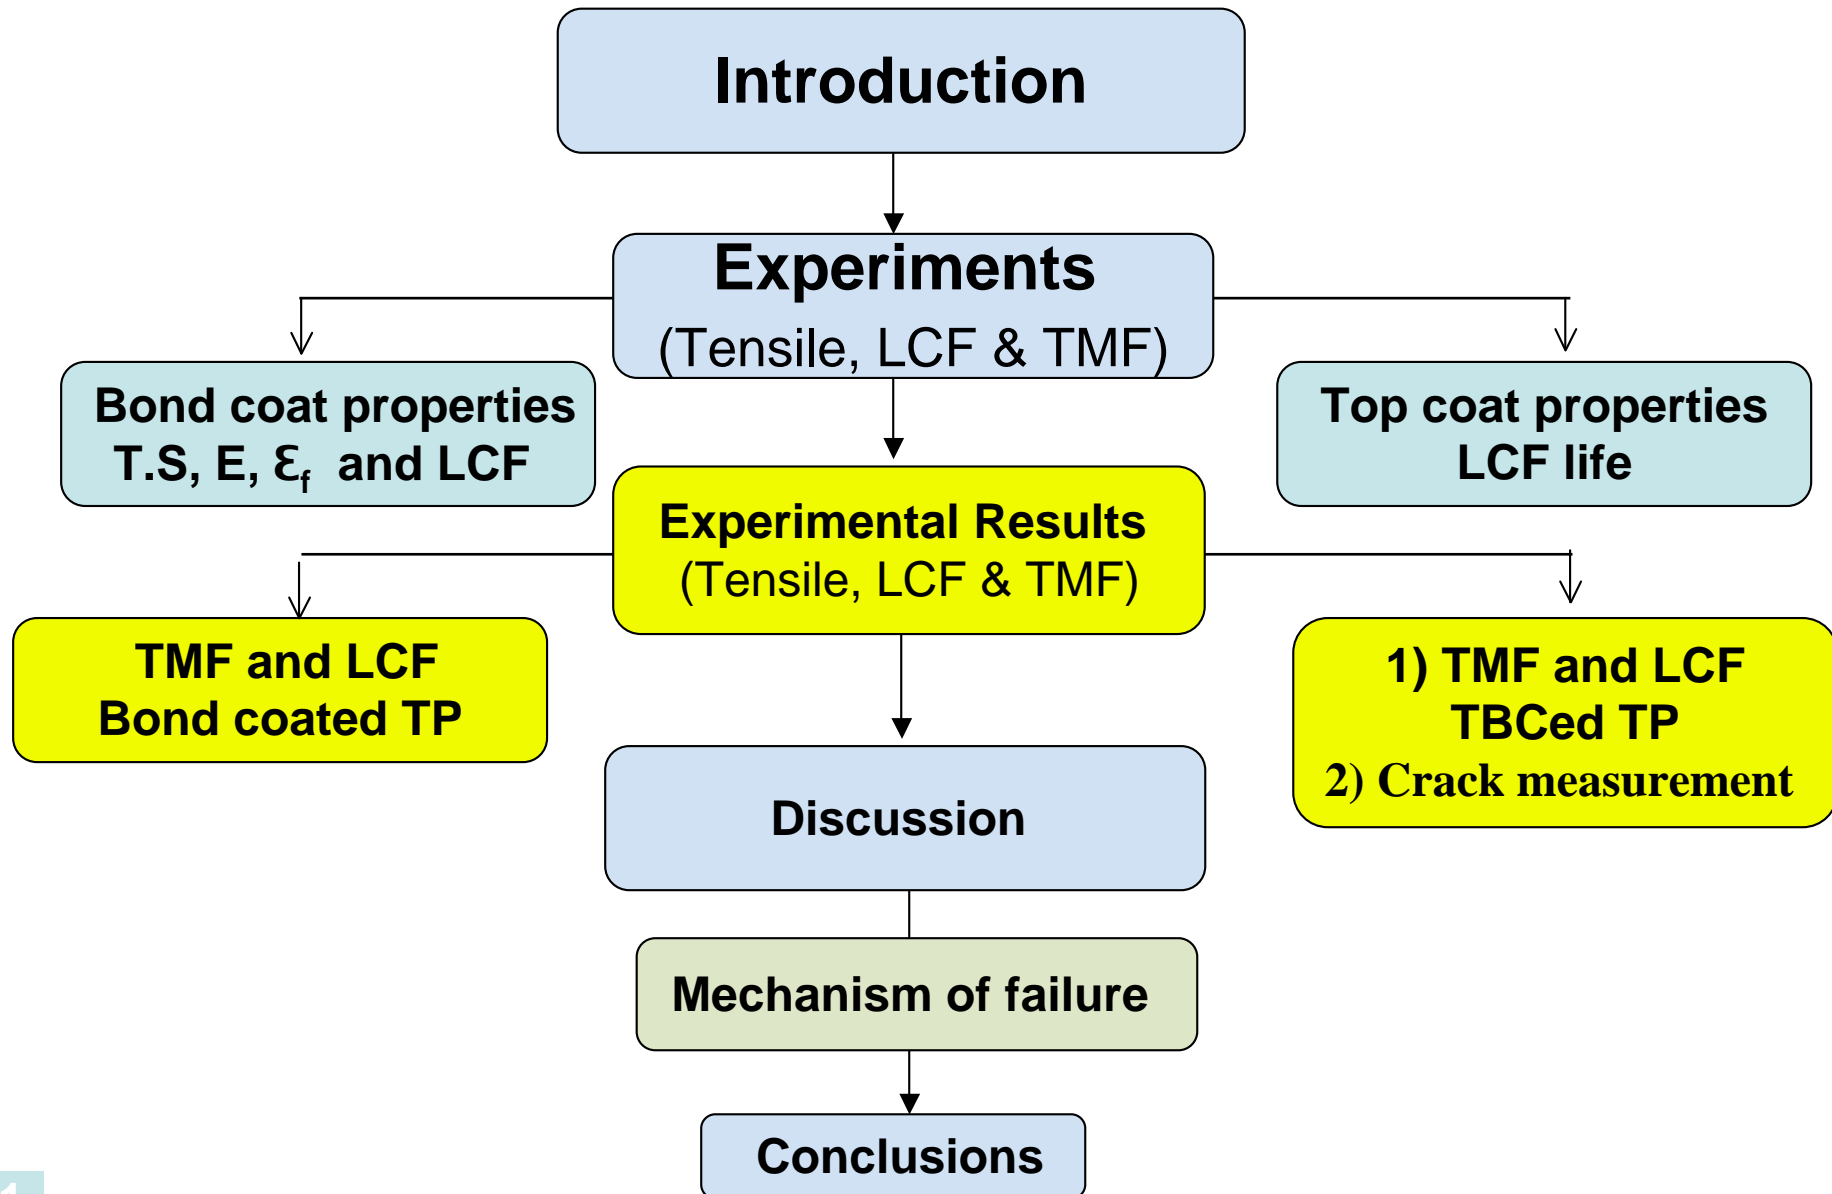 Introduction
Experiments
(Tensile, LCF & TMF)
Bond coat properties
T.S, E, Ɛf and LCF
Top coat properties
LCF life
Experimental Results
(Tensile, LCF & TMF)
TMF and LCF
Bond coated TP
1) TMF and LCF
TBCed TP
2) Crack measurement
Discussion
Mechanism of failure
Conclusions